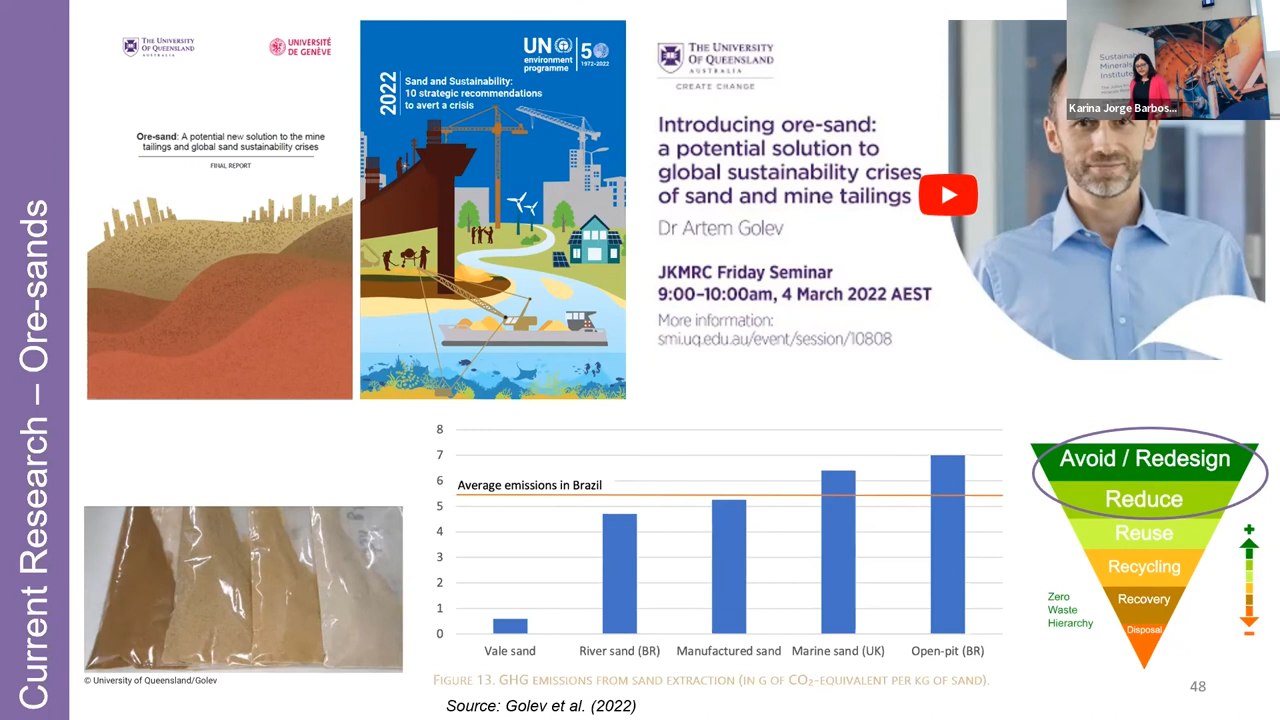 Current Research – Ore-sands
THE UNIVERSITY
OF QUEENSLAND
AUSTRALIA
UNIVERSITÉ
DE GENÈVE
Ore-sand: A potential new solution to the mine
tailings and global sand sustainability crises
FINAL REPORT
UN
environment
programme
50
1972-2022
2022
Sand and Sustainability:
10 strategic recommendations
to avert a crisis
THE UNIVERSITY
OF QUEENSLAND
AUSTRALIA
CREATE CHANGE
Introducing ore-sand:
a potential solution to
global sustainability crises
of sand and mine tailings
Dr Artem Golev
JKMRC Friday Seminar
9:00–10:00am, 4 March 2022 AEST
More information:
smi.uq.edu.au/event/session/10808
Sustainab
Minerals
Institute
Karina Jorge Barbos...
© University of Queensland/Golev
8
7
6
5
4
3
2
1
0
Average emissions in Brazil
Vale sand
River sand (BR)
Manufactured sand
Marine sand (UK)
Open-pit (BR)
FIGURE 13. GHG EMISSIONS FROM SAND EXTRACTION (IN G OF CO₂-EQUIVALENT PER KG OF SAND).
Source: Golev et al. (2022)
Avoid / Redesign
Reduce
Reuse
Recycling
Recovery
Disposal
Zero
Waste
Hierarchy
+
-
48